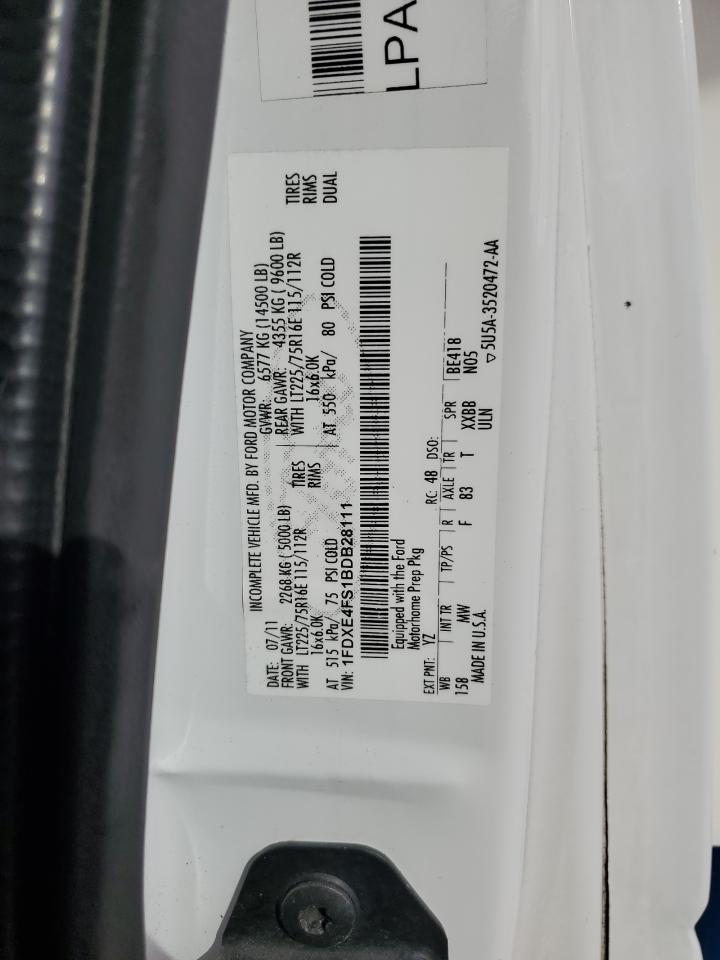 LPA
INCOMPLETE VEHICLE MFD. BY FORD MOTOR COMPANY
DATE: 07/11 GVWR: 6577 KG (14500 LB)
FRONT GAWR: 2268 KG (5000 LB) REAR GAWR: 4355 KG ( 9600 LB)
WITH LT225/75R16E 115/112R TIRES WITH LT225/75R16E 115/112R TIRES
16x6.0K RIMS 16x6.0K RIMS
AT 515 kPa/ 75 PSI COLD AT 550 kPa/ 80 PSI COLD DUAL
VIN: 1FDXE4FS1BDB28111
Equipped with the Ford
Motorhome Prep Pkg
EXT PNT: YZ RC: 48 DSO:
WB INT TR TP/PS R AXLE TR SPR BE418
158 MW F 83 T XXBB N05
MADE IN U.S.A. ULN
▽5U5A-3520472-AA